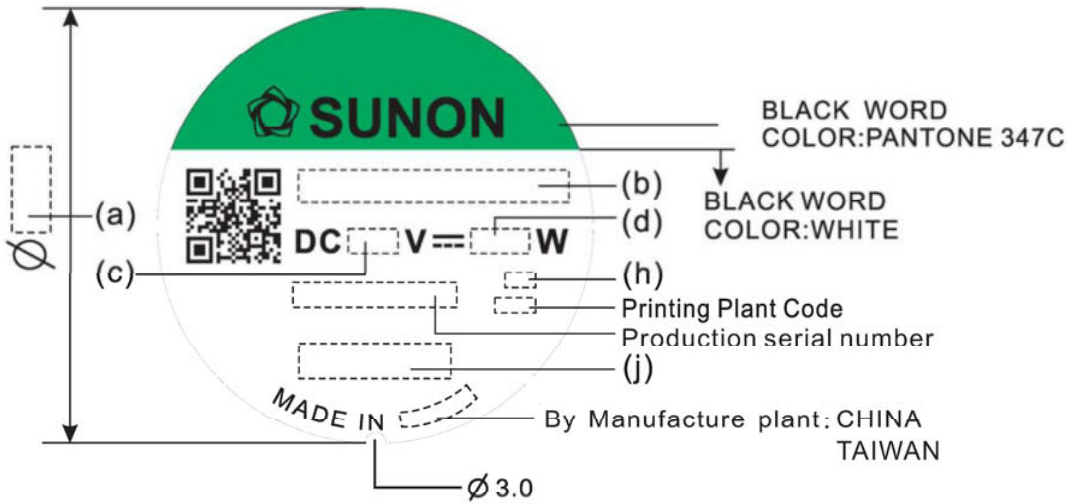 SUNON
BLACK WORD
COLOR:PANTONE 347C
(a)
Ø
(b)
BLACK WORD
COLOR:WHITE
DC V W
(c)
(d)
(h)
Printing Plant Code
Production serial number
(j)
MADE IN
By Manufacture plant: CHINA
TAIWAN
Ø 3.0